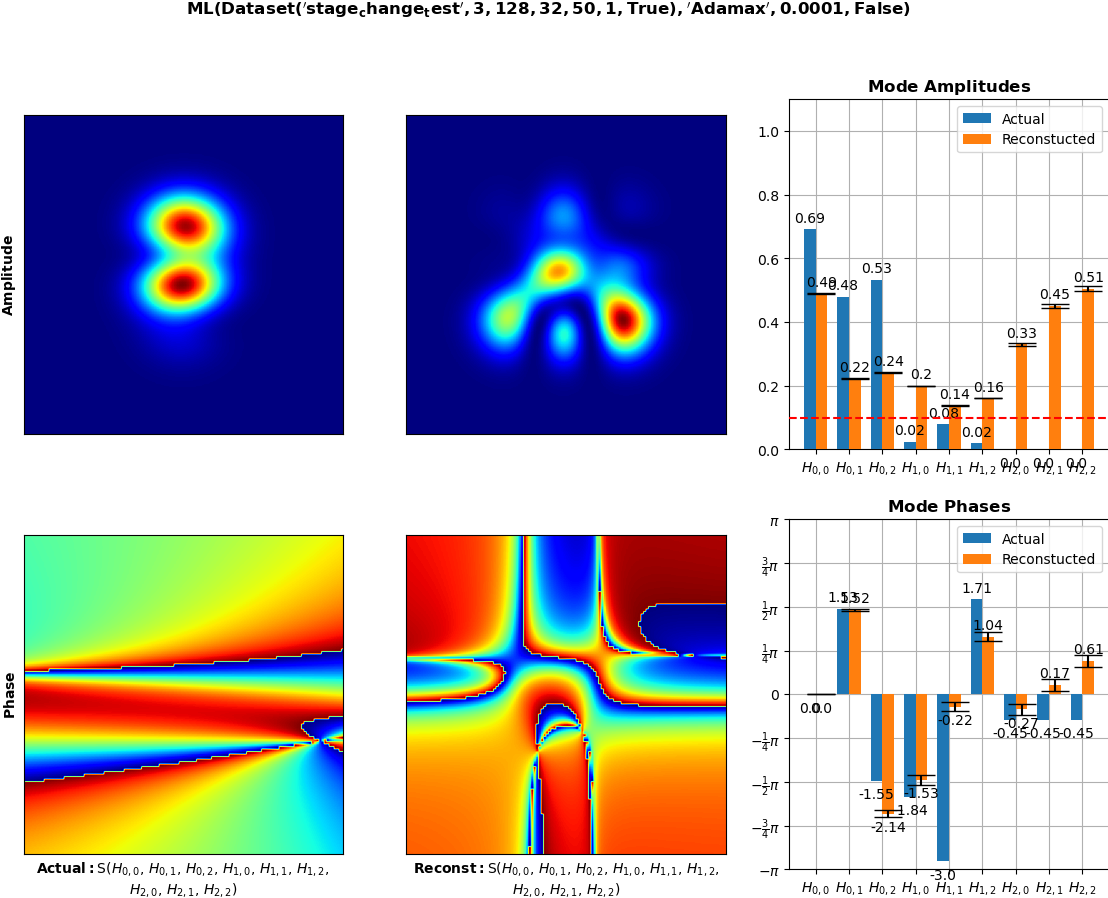 ML(Dataset('stage_change_test', 3, 128, 32, 50, 1, True), 'Adamax', 0.0001, False)
Amplitude
Mode Amplitudes
Actual
Reconstucted
1.0
0.8
0.6
0.4
0.2
0.0
0.69
0.49
0.48
0.22
0.53
0.24
0.02
0.2
0.08
0.14
0.02
0.16
0.0
0.33
0.0
0.45
0.0
0.51
H0,0 H0,1 H0,2 H1,0 H1,1 H1,2 H2,0 H2,1 H2,2
Phase
Mode Phases
Actual
Reconstucted
π
3/4π
1/2π
1/4π
0
−1/4π
−1/2π
−3/4π
−π
0.0
0.0
1.53
1.52
-1.55
-2.14
-1.84
-1.53
-3.0
-0.22
1.71
1.04
-0.45
-0.27
-0.45
0.17
-0.45
0.61
H0,0 H0,1 H0,2 H1,0 H1,1 H1,2 H2,0 H2,1 H2,2
Actual: S(H0,0, H0,1, H0,2, H1,0, H1,1, H1,2,
H2,0, H2,1, H2,2)
Reconst: S(H0,0, H0,1, H0,2, H1,0, H1,1, H1,2,
H2,0, H2,1, H2,2)